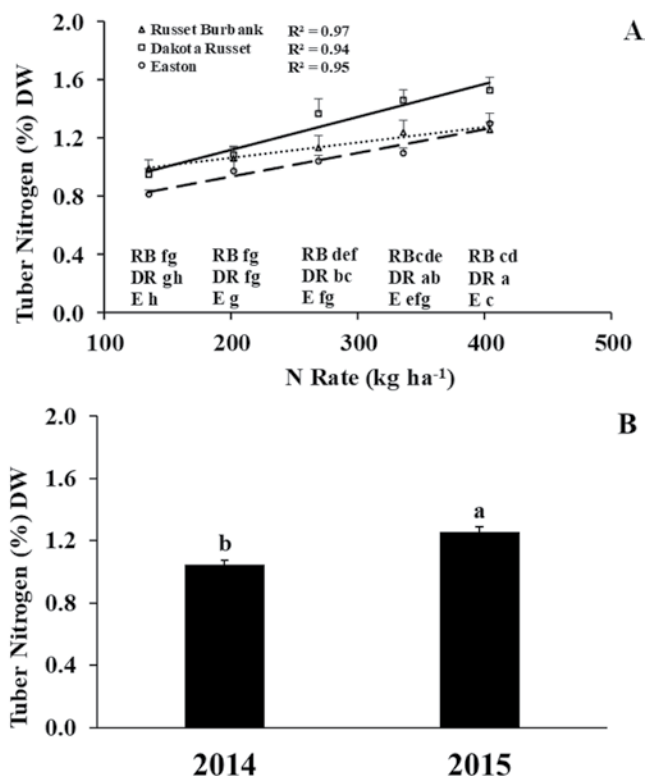 A
Russet Burbank R² = 0.97
Dakota Russet R² = 0.94
Easton R² = 0.95
Tuber Nitrogen (%) DW
2.0
1.6
1.2
0.8
0.4
0.0
RB fg RB fg RB def RBcde RB cd
DR gh DR fg DR bc DR ab DR a
E h E g E fg E efg E c
100 200 300 400 500
N Rate (kg ha⁻¹)
B
Tuber Nitrogen (%) DW
2.0
1.6
1.2
0.8
0.4
0.0
b a
2014 2015